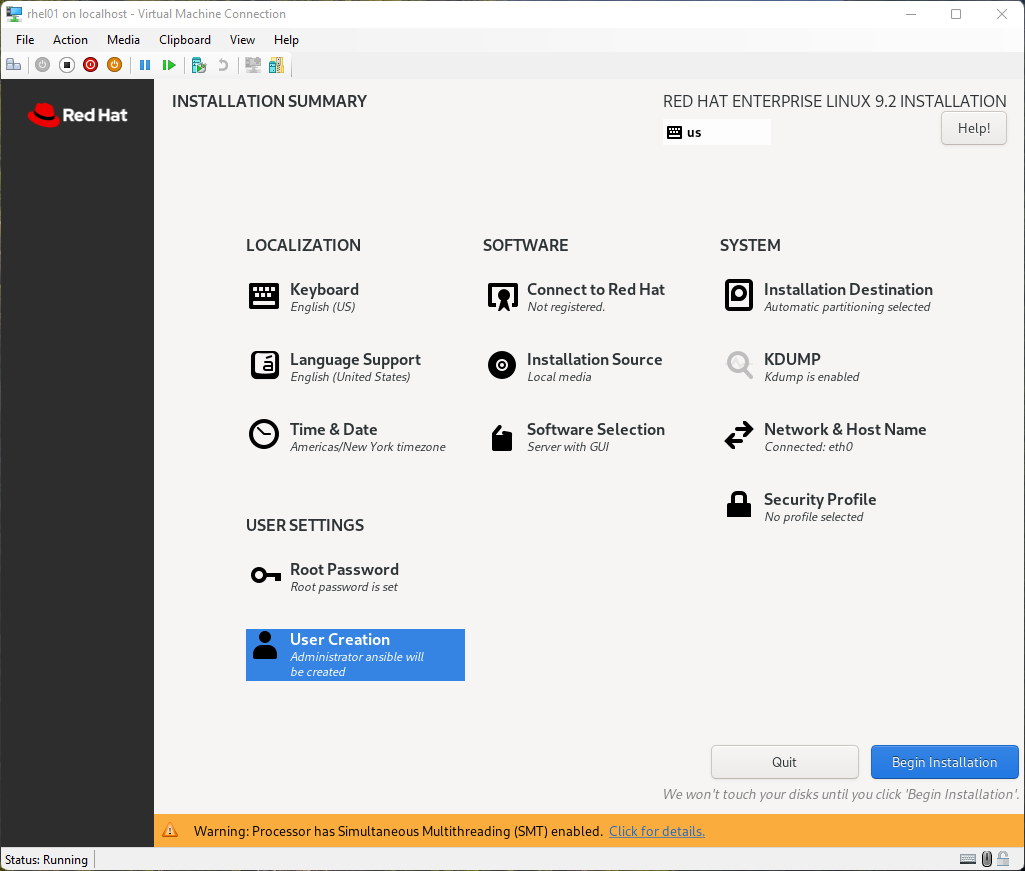 rhel01 on localhost - Virtual Machine Connection
File Action Media Clipboard View Help
Red Hat
INSTALLATION SUMMARY
RED HAT ENTERPRISE LINUX 9.2 INSTALLATION
us
Help!
LOCALIZATION
Keyboard
English (US)
Language Support
English (United States)
Time & Date
Americas/New York timezone
SOFTWARE
Connect to Red Hat
Not registered.
Installation Source
Local media
Software Selection
Server with GUI
SYSTEM
Installation Destination
Automatic partitioning selected
KDUMP
Kdump is enabled
Network & Host Name
Connected: eth0
Security Profile
No profile selected
USER SETTINGS
Root Password
Root password is set
User Creation
Administrator ansible will
be created
Quit
Begin Installation
We won't touch your disks until you click 'Begin Installation'.
Warning: Processor has Simultaneous Multithreading (SMT) enabled. Click for details.
Status: Running